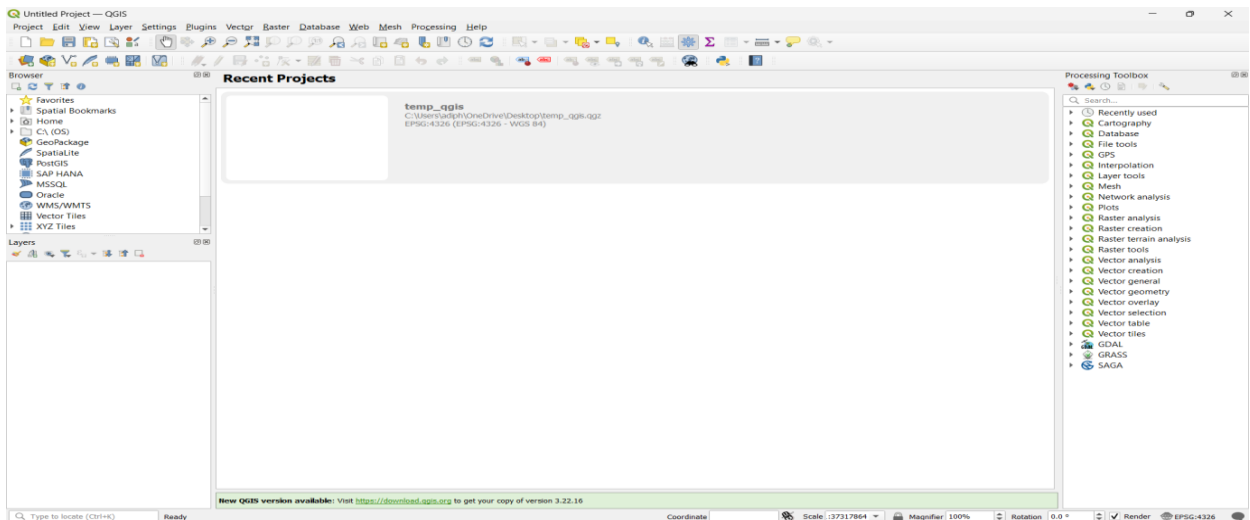 Untitled Project — QGIS
Project Edit View Layer Settings Plugins Vector Raster Database Web Mesh Processing Help
Browser
Favorites
Spatial Bookmarks
Home
C:\ (OS)
GeoPackage
SpatiaLite
PostGIS
SAP HANA
MSSQL
Oracle
WMS/WMTS
Vector Tiles
XYZ Tiles
Layers
Recent Projects
temp_qgis
C:\Users\adiph\OneDrive\Desktop\temp_qgis.qgz
EPSG:4326 (EPSG:4326 - WGS 84)
New QGIS version available: Visit https://download.qgis.org to get your copy of version 3.22.16
Processing Toolbox
Search...
Recently used
Cartography
Database
File tools
GPS
Interpolation
Layer tools
Mesh
Network analysis
Plots
Raster analysis
Raster creation
Raster terrain analysis
Raster tools
Vector analysis
Vector creation
Vector general
Vector geometry
Vector overlay
Vector selection
Vector table
Vector tiles
GDAL
GRASS
SAGA
Type to locate (Ctrl+K) Ready Coordinate Scale :37317864 Magnifier 100% Rotation 0.0 ° Render EPSG:4326